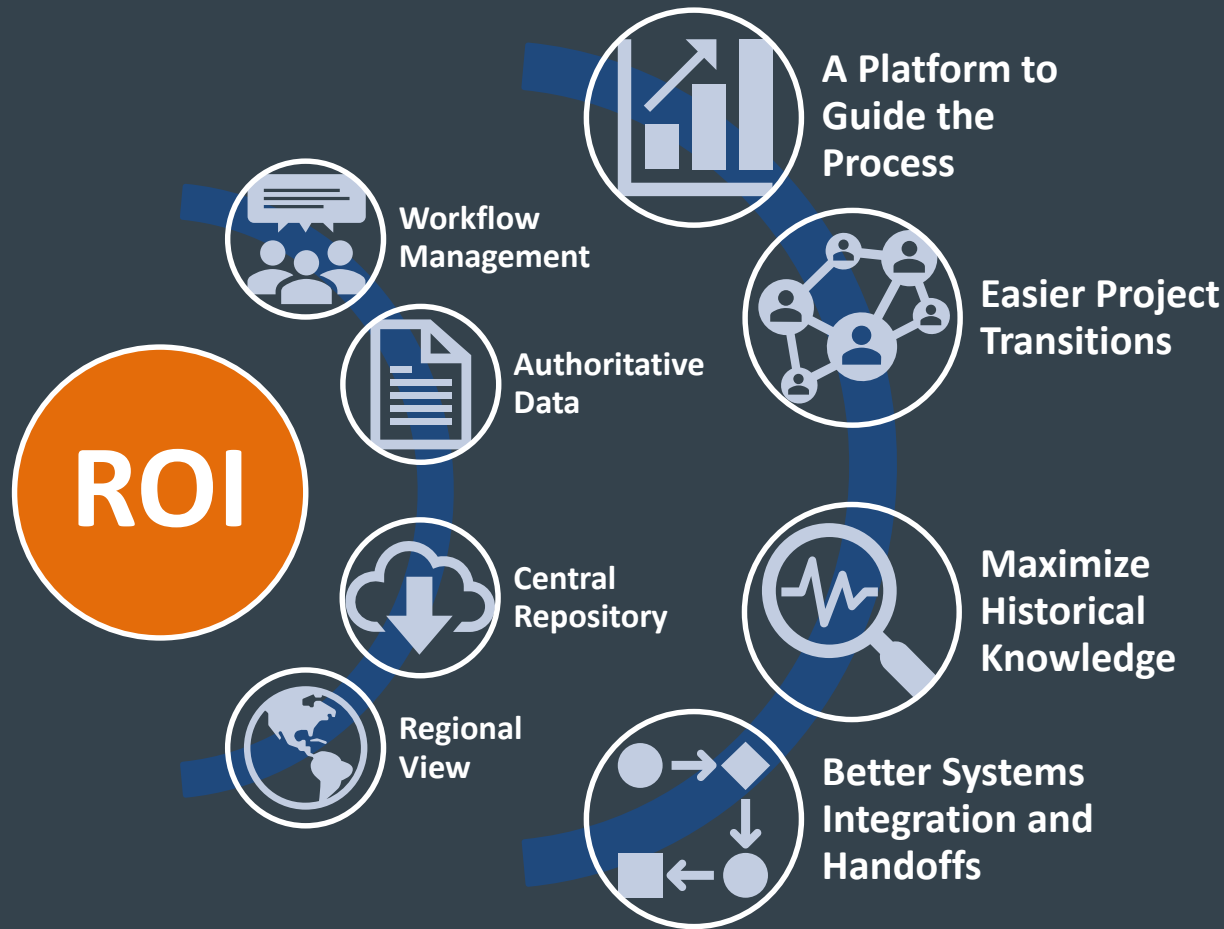 ROI
Workflow
Management
Authoritative
Data
Central
Repository
Regional
View
A Platform to
Guide the
Process
Easier Project
Transitions
Maximize
Historical
Knowledge
Better Systems
Integration and
Handoffs